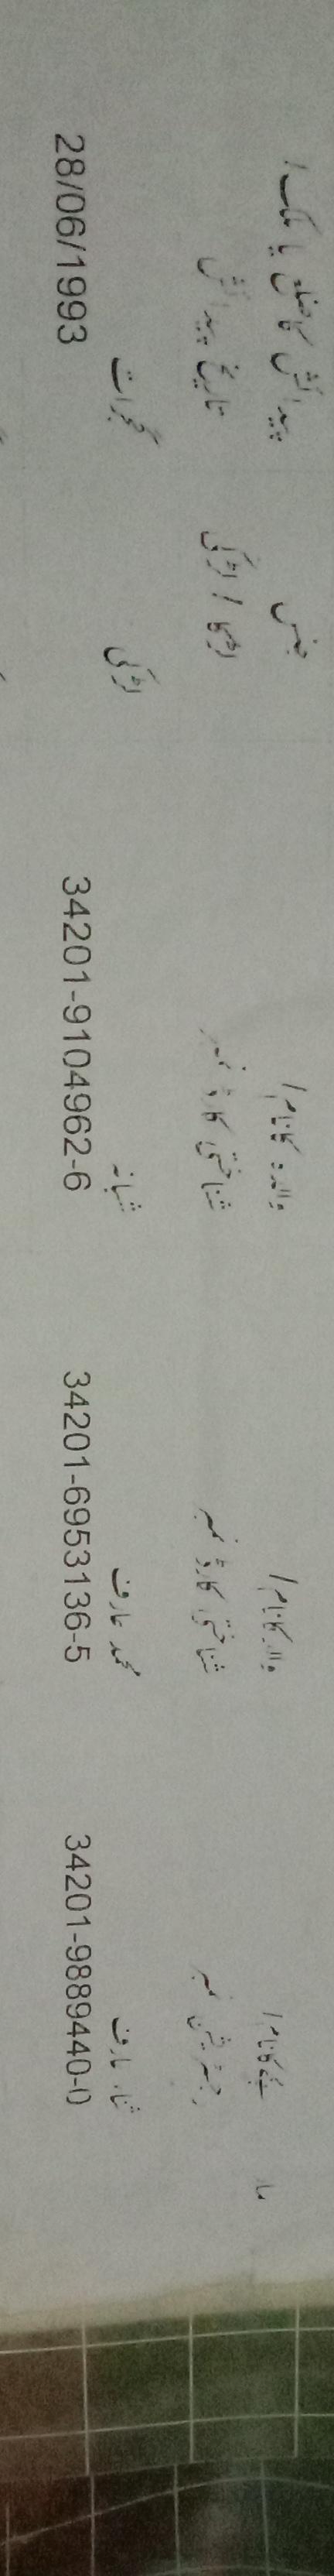 بچے کا نام/ والد کا نام/ والدہ کا نام/ جنس پیدائش کا ضلع یا ملک/
رجسٹریشن نمبر شناختی کارڈ نمبر شناختی کارڈ نمبر لڑکا / لڑکی تاریخ پیدائش
ثناء عارف محمد عارف شبانہ لڑکی گجرات
34201-9889440-0 34201-6953136-5 34201-9104962-6 28/06/1993